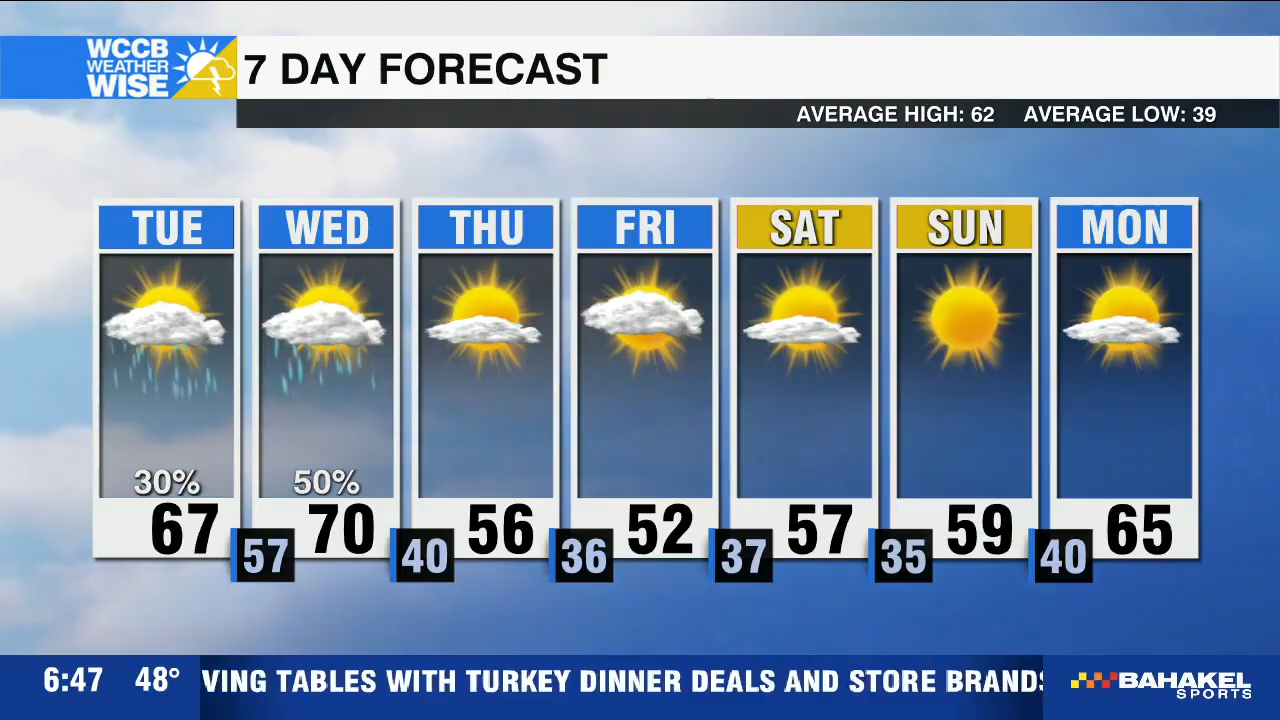 WCCB
WEATHER
WISE
7 DAY FORECAST
AVERAGE HIGH: 62 AVERAGE LOW: 39
TUE WED THU FRI SAT SUN MON
30% 50%
67 70 56 52 57 59 65
57 40 36 37 35 40
6:47 48° VING TABLES WITH TURKEY DINNER DEALS AND STORE BRANDS
BAHAKEL
SPORTS